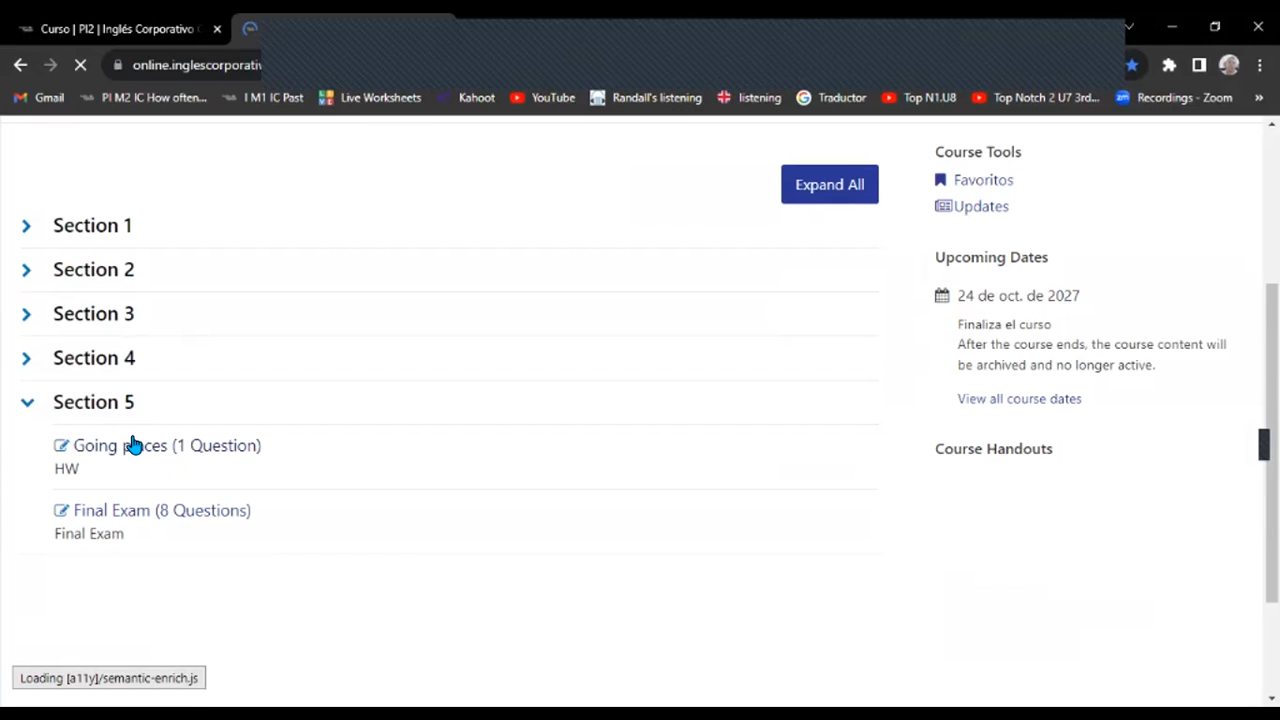 Curso | PI2 | Inglés Corporativo
online.inglescorporativ
Gmail
PI M2 IC How often...
I M1 IC Past
Live Worksheets
Kahoot
YouTube
Randall's listening
listening
Traductor
Top N1.U8
Top Notch 2 U7 3rd...
Recordings - Zoom
»
Expand All
Section 1
Section 2
Section 3
Section 4
Section 5
Going places (1 Question)
HW
Final Exam (8 Questions)
Final Exam
Course Tools
Favoritos
Updates
Upcoming Dates
24 de oct. de 2027
Finaliza el curso
After the course ends, the course content will
be archived and no longer active.
View all course dates
Course Handouts
Loading [a11y]/semantic-enrich.js